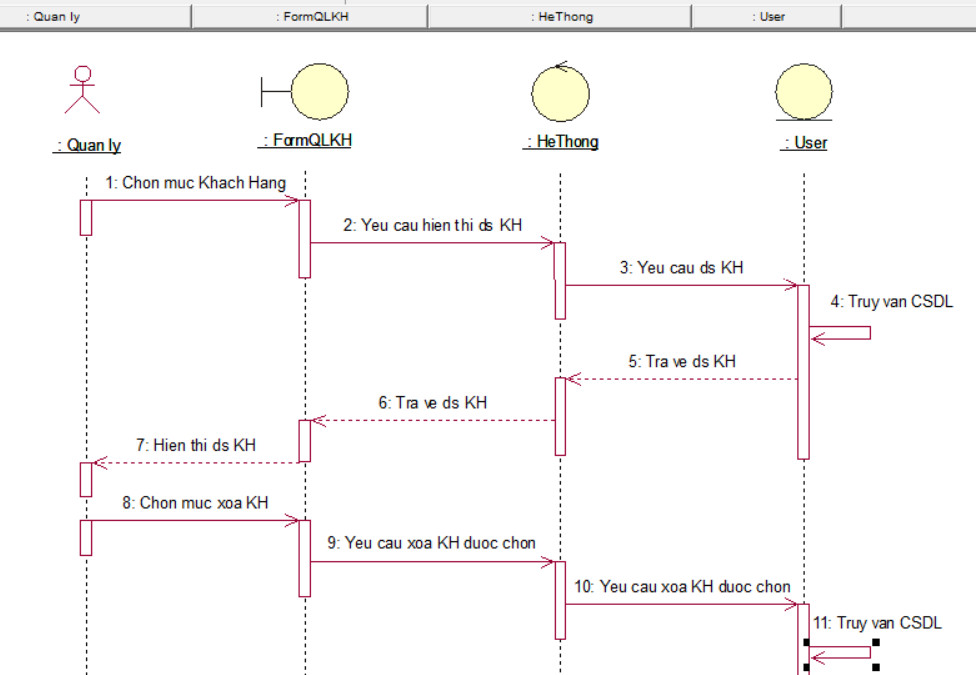 : Quan ly
: FormQLKH
: HeThong
: User
: Quan ly
: FormQLKH
: HeThong
: User
1: Chon muc Khach Hang
2: Yeu cau hien thi ds KH
3: Yeu cau ds KH
4: Truy van CSDL
5: Tra ve ds KH
6: Tra ve ds KH
7: Hien thi ds KH
8: Chon muc xoa KH
9: Yeu cau xoa KH duoc chon
10: Yeu cau xoa KH duoc chon
11: Truy van CSDL